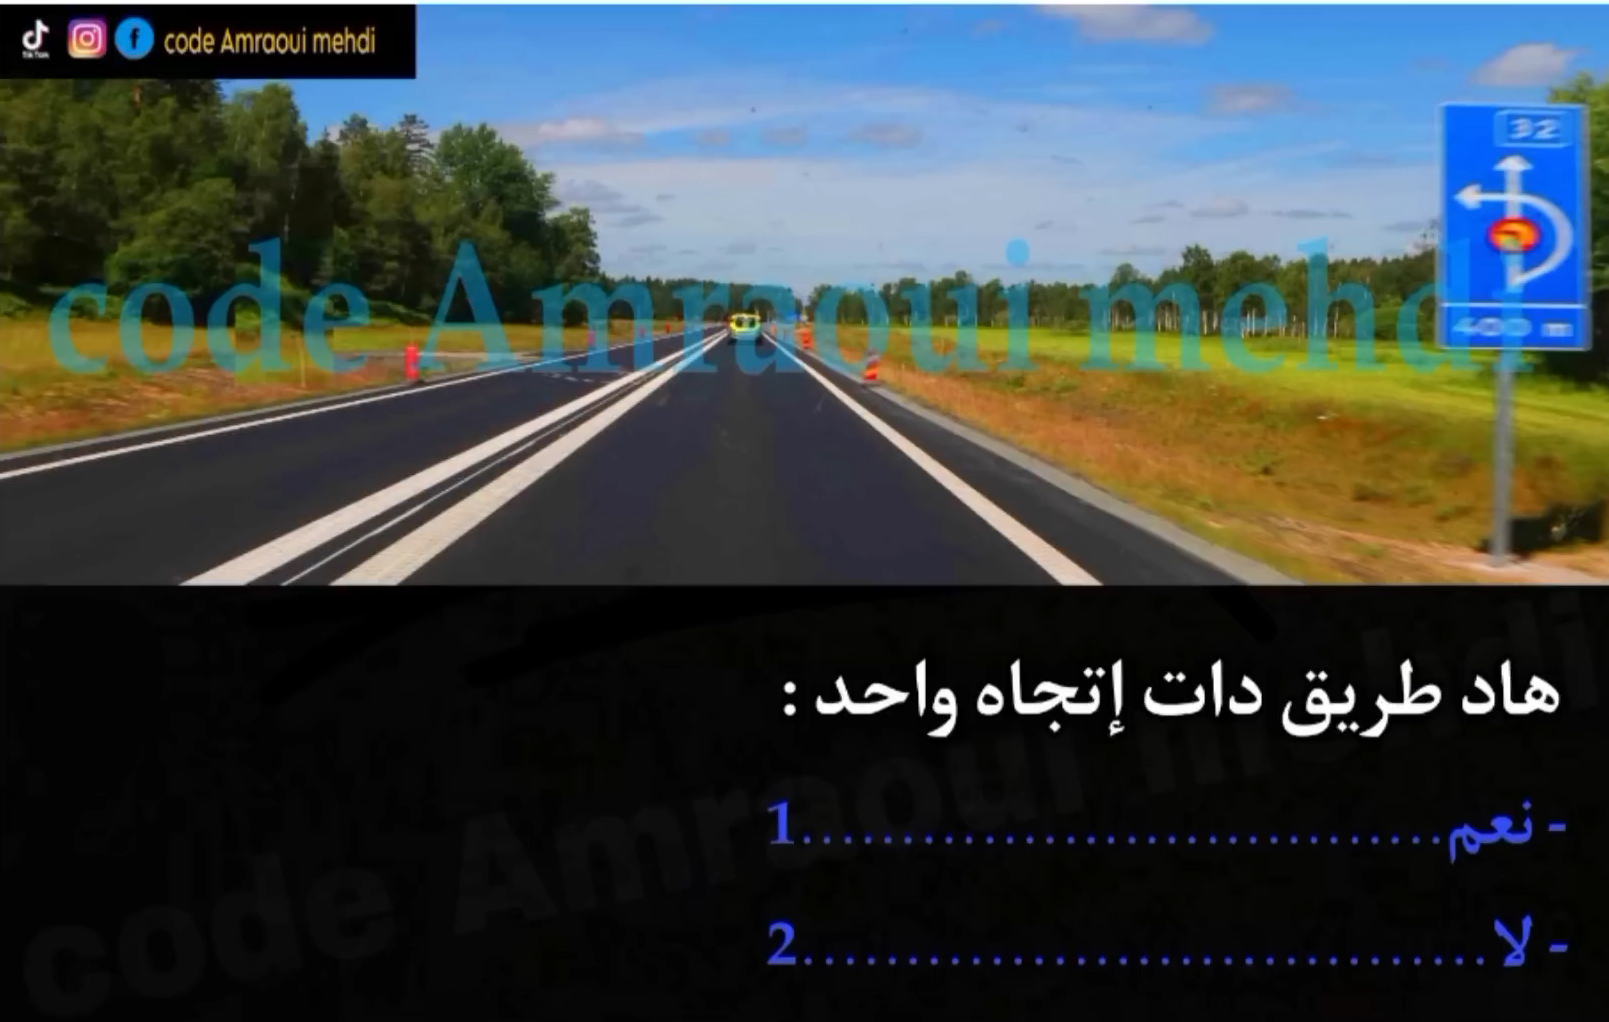 code Amraoui mehdi
32
code Amraoui mehdi
400 m
هاد طريق دات إتجاه واحد :
- نعم................................1
- لا..................................2
code Amraoui mehdi